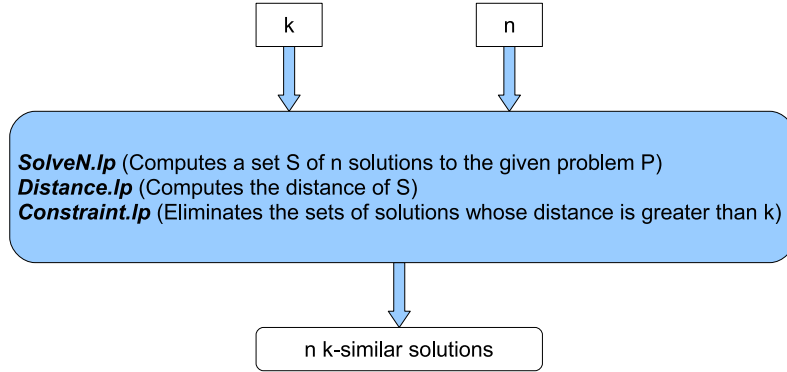 k
n
SolveN.lp (Computes a set S of n solutions to the given problem P)
Distance.lp (Computes the distance of S)
Constraint.lp (Eliminates the sets of solutions whose distance is greater than k)
n k-similar solutions